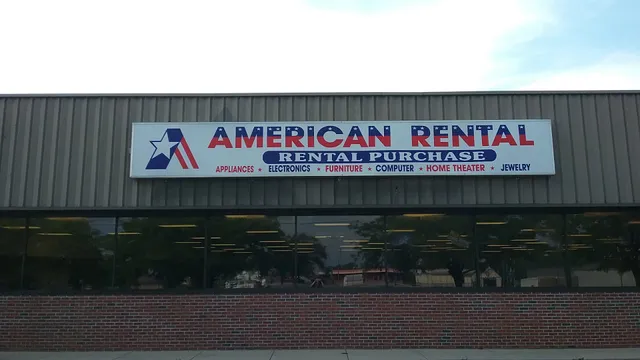 AMERICAN RENTAL
RENTAL PURCHASE
APPLIANCES ★ ELECTRONICS ★ FURNITURE ★ COMPUTER ★ HOME THEATER ★ JEWELRY